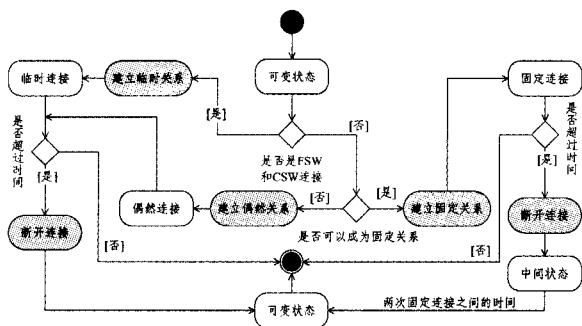 临时连接
建立临时关系
可变状态
固定连接
[是]
[否]
是否超过时间
是否是FSW
和CSW连接
是否超过时间
[是]
[是]
偶然连接
[否]
建立偶然关系
[是]
建立固定关系
断开连接
断开连接
是否可以成为固定关系
[否]
[否]
中间状态
可变状态
两次固定连接之间的时间